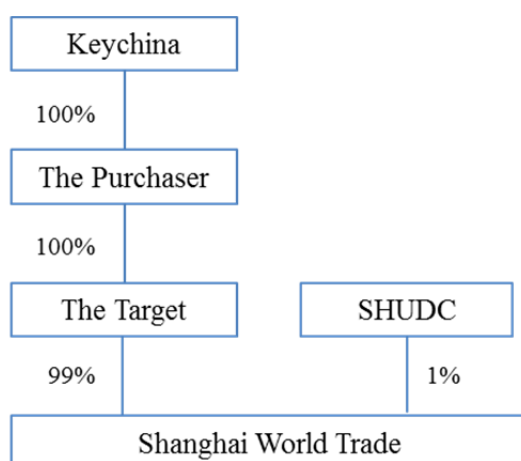 Keychina
100%
The Purchaser
100%
The Target
SHUDC
99%
1%
Shanghai World Trade